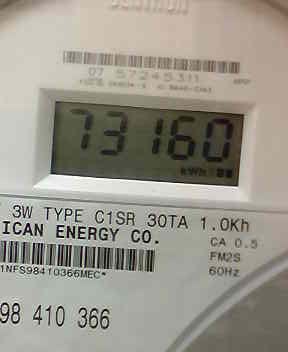 CENTRON
07 57245311
73160
kWh
3W TYPE C1SR 30TA 1.0Kh
ICAN ENERGY CO.
CA 0.5
FM2S
60Hz
1NFS98410366MEC*
98 410 366